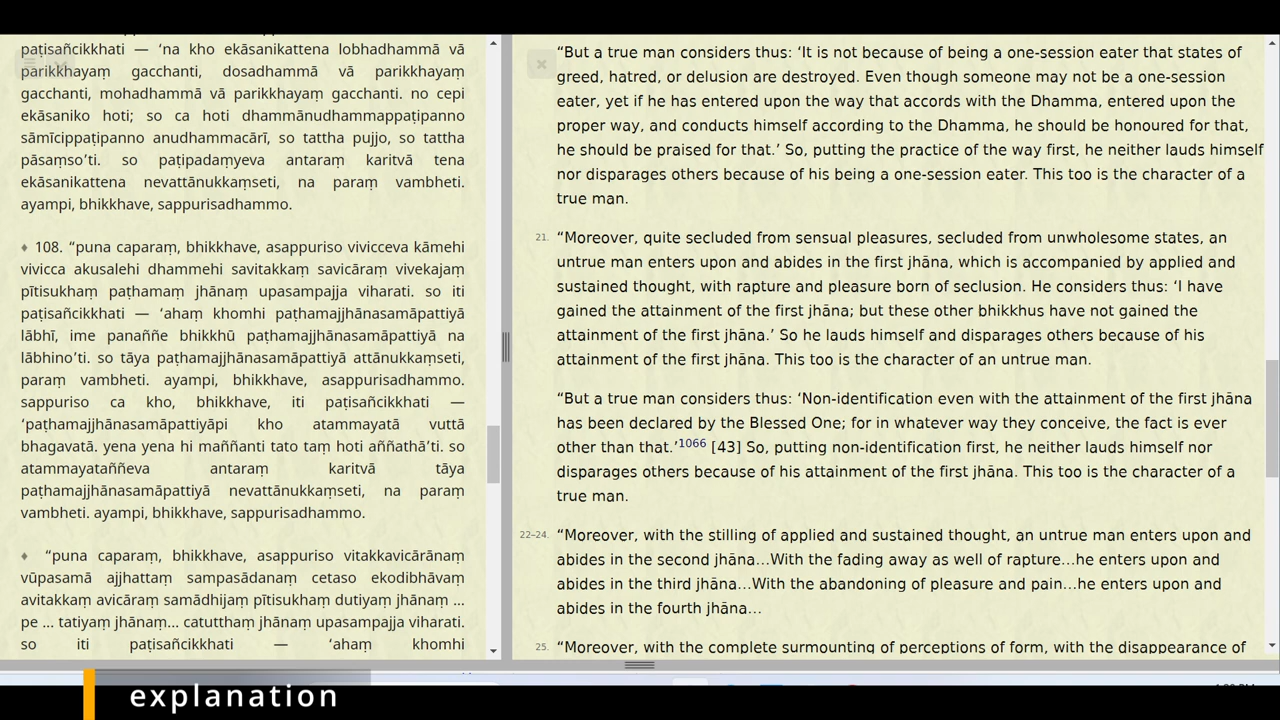 paṭisañcikkhati — ‘na kho ekāsanikattena lobhadhammā vā
parikkhayaṃ gacchanti, dosadhammā vā parikkhayaṃ
gacchanti, mohadhammā vā parikkhayaṃ gacchanti. no cepi
ekāsaniko hoti; so ca hoti dhammānudhammappaṭipanno
sāmīcippaṭipanno anudhammacārī, so tattha pujjo, so tattha
pāsaṃso’ti. so paṭipadaṃyeva antaraṃ karitvā tena
ekāsanikattena nevattānukkaṃseti, na paraṃ vambheti.
ayampi, bhikkhave, sappurisadhammo.
♦ 108. “puna caparaṃ, bhikkhave, asappuriso vivicceva kāmehi
vivicca akusalehi dhammehi savitakkaṃ savicāraṃ vivekajaṃ
pītisukhaṃ paṭhamaṃ jhānaṃ upasampajja viharati. so iti
paṭisañcikkhati — ‘ahaṃ khomhi paṭhamajjhānasamāpattiyā
lābhī, ime panaññe bhikkhū paṭhamajjhānasamāpattiyā na
lābhino’ti. so tāya paṭhamajjhānasamāpattiyā attānukkaṃseti,
paraṃ vambheti. ayampi, bhikkhave, asappurisadhammo.
sappuriso ca kho, bhikkhave, iti paṭisañcikkhati —
‘paṭhamajjhānasamāpattiyāpi kho atammayatā vuttā
bhagavatā. yena yena hi maññanti tato taṃ hoti aññathā’ti. so
atammayataññeva antaraṃ karitvā tāya
paṭhamajjhānasamāpattiyā nevattānukkaṃseti, na paraṃ
vambheti. ayampi, bhikkhave, sappurisadhammo.
♦ “puna caparaṃ, bhikkhave, asappuriso vitakkavicārānaṃ
vūpasamā ajjhattaṃ sampasādanaṃ cetaso ekodibhāvaṃ
avitakkaṃ avicāraṃ samādhijaṃ pītisukhaṃ dutiyaṃ jhānaṃ ...
pe ... tatiyaṃ jhānaṃ... catutthaṃ jhānaṃ upasampajja viharati.
so iti paṭisañcikkhati — ‘ahaṃ khomhi
“But a true man considers thus: ‘It is not because of being a one-session eater that states of
greed, hatred, or delusion are destroyed. Even though someone may not be a one-session
eater, yet if he has entered upon the way that accords with the Dhamma, entered upon the
proper way, and conducts himself according to the Dhamma, he should be honoured for that,
he should be praised for that.’ So, putting the practice of the way first, he neither lauds himself
nor disparages others because of his being a one-session eater. This too is the character of a
true man.
21. “Moreover, quite secluded from sensual pleasures, secluded from unwholesome states, an
untrue man enters upon and abides in the first jhāna, which is accompanied by applied and
sustained thought, with rapture and pleasure born of seclusion. He considers thus: ‘I have
gained the attainment of the first jhāna; but these other bhikkhus have not gained the
attainment of the first jhāna.’ So he lauds himself and disparages others because of his
attainment of the first jhāna. This too is the character of an untrue man.
“But a true man considers thus: ‘Non-identification even with the attainment of the first jhāna
has been declared by the Blessed One; for in whatever way they conceive, the fact is ever
other than that.’1066 [43] So, putting non-identification first, he neither lauds himself nor
disparages others because of his attainment of the first jhāna. This too is the character of a
true man.
22–24. “Moreover, with the stilling of applied and sustained thought, an untrue man enters upon and
abides in the second jhāna…With the fading away as well of rapture…he enters upon and
abides in the third jhāna…With the abandoning of pleasure and pain…he enters upon and
abides in the fourth jhāna…
25. “Moreover, with the complete surmounting of perceptions of form, with the disappearance of
explanation